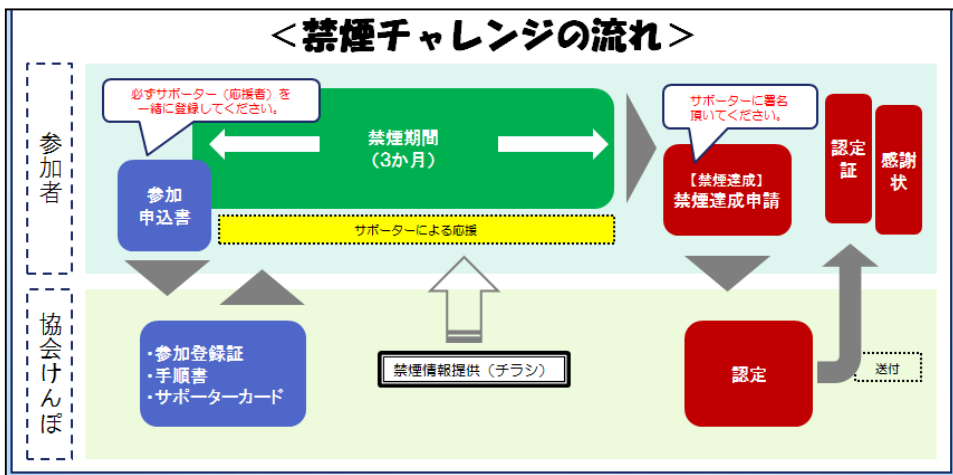 ＜禁煙チャレンジの流れ＞
参加者
必ずサポーター（応援者）を
一緒に登録してください。
禁煙期間
（3か月）
サポーターに署名
頂いてください。
参加
申込書
【禁煙達成】
禁煙達成申請
認定
証
感謝
状
サポーターによる応援
協会けんぽ
・参加登録証
・手順書
・サポーターカード
禁煙情報提供（チラシ）
認定
送付